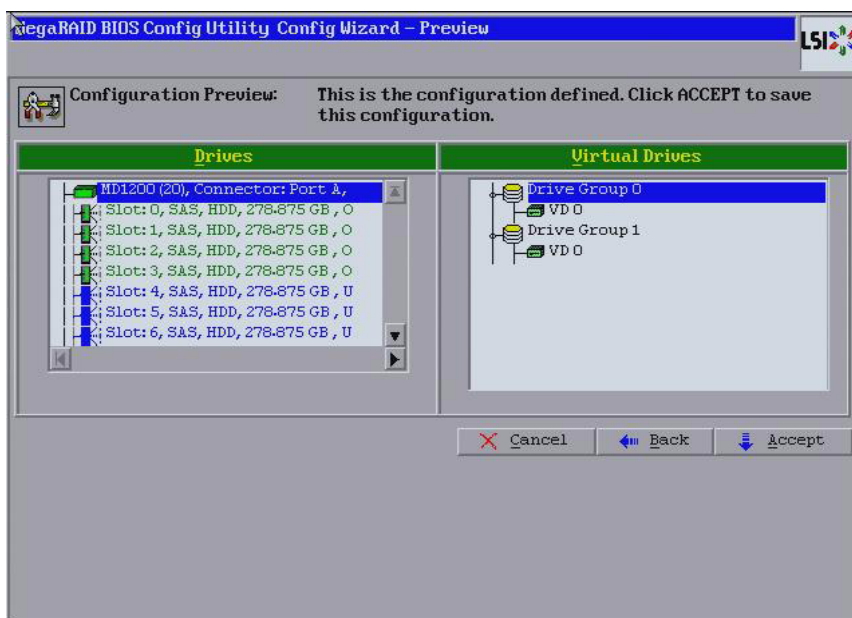 MegaRAID BIOS Config Utility Config Wizard – Preview
LSI
Configuration Preview: This is the configuration defined. Click ACCEPT to save
this configuration.
Drives
Virtual Drives
MD1200 (20), Connector: Port A,
Slot: 0, SAS, HDD, 278.875 GB , O
Slot: 1, SAS, HDD, 278.875 GB , O
Slot: 2, SAS, HDD, 278.875 GB , O
Slot: 3, SAS, HDD, 278.875 GB , O
Slot: 4, SAS, HDD, 278.875 GB , U
Slot: 5, SAS, HDD, 278.875 GB , U
Slot: 6, SAS, HDD, 278.875 GB , U
Drive Group 0
VD 0
Drive Group 1
VD 0
Cancel
Back
Accept